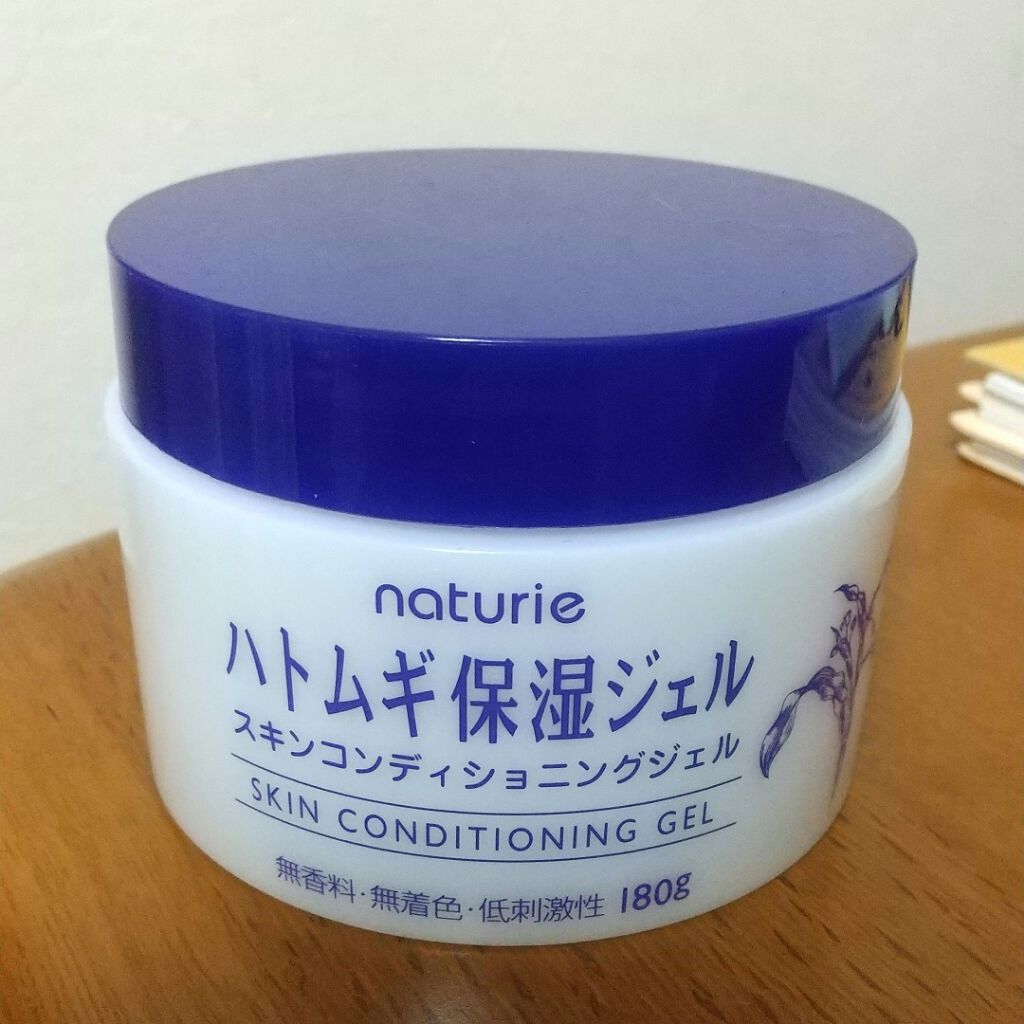 naturie
ハトムギ保湿ジェル
スキンコンディショニングジェル
SKIN CONDITIONING GEL
無香料・無着色・低刺激性 180g